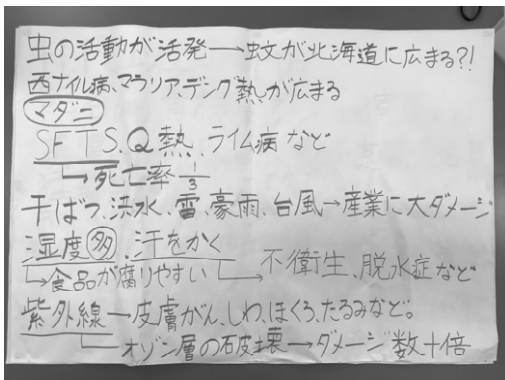 虫の活動が活発→蚊文が北海道に広まる?!
西ナイル病、マラリア、デング熱が広まる
マダニ
SFTS、Q熱、ライム病など
→死亡率 1/3
干ばつ、洪水、雷、豪雨、台風→産業に大ダメージ
湿度多、汗をかく
→食品が腐りやすい →不衛生、脱水症など
紫外線→皮膚がん、しわ、ほくろ、たるみなど。
オゾン層の破壊→ダメージ数十倍